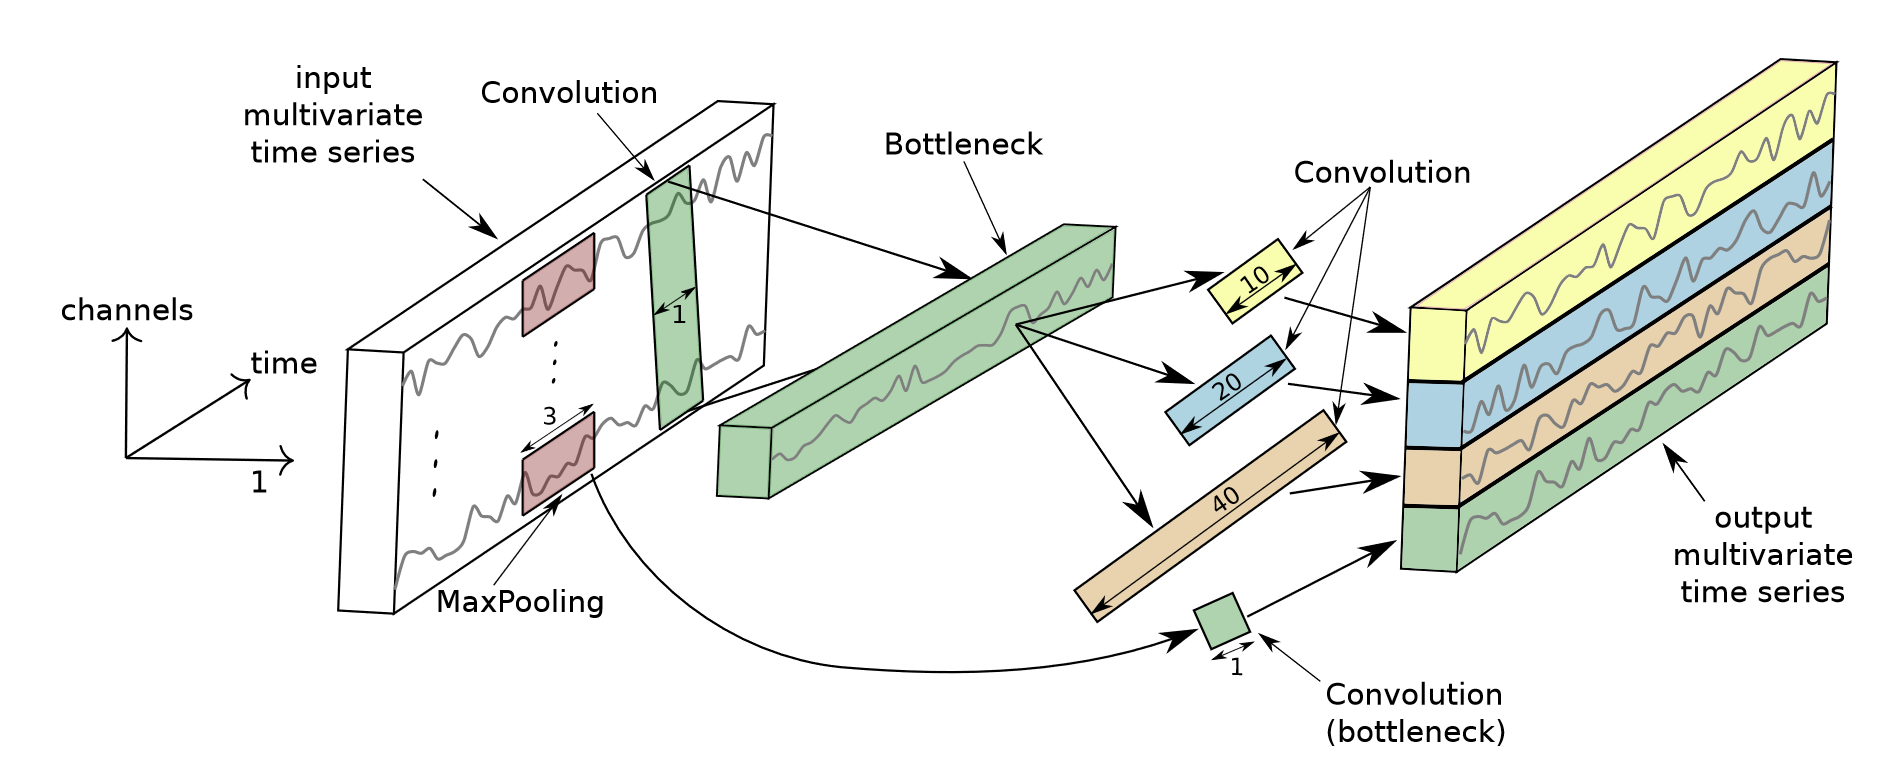 input
multivariate
time series
Convolution
Bottleneck
Convolution
channels
time
1
1
3
MaxPooling
10
20
40
1
Convolution
(bottleneck)
output
multivariate
time series